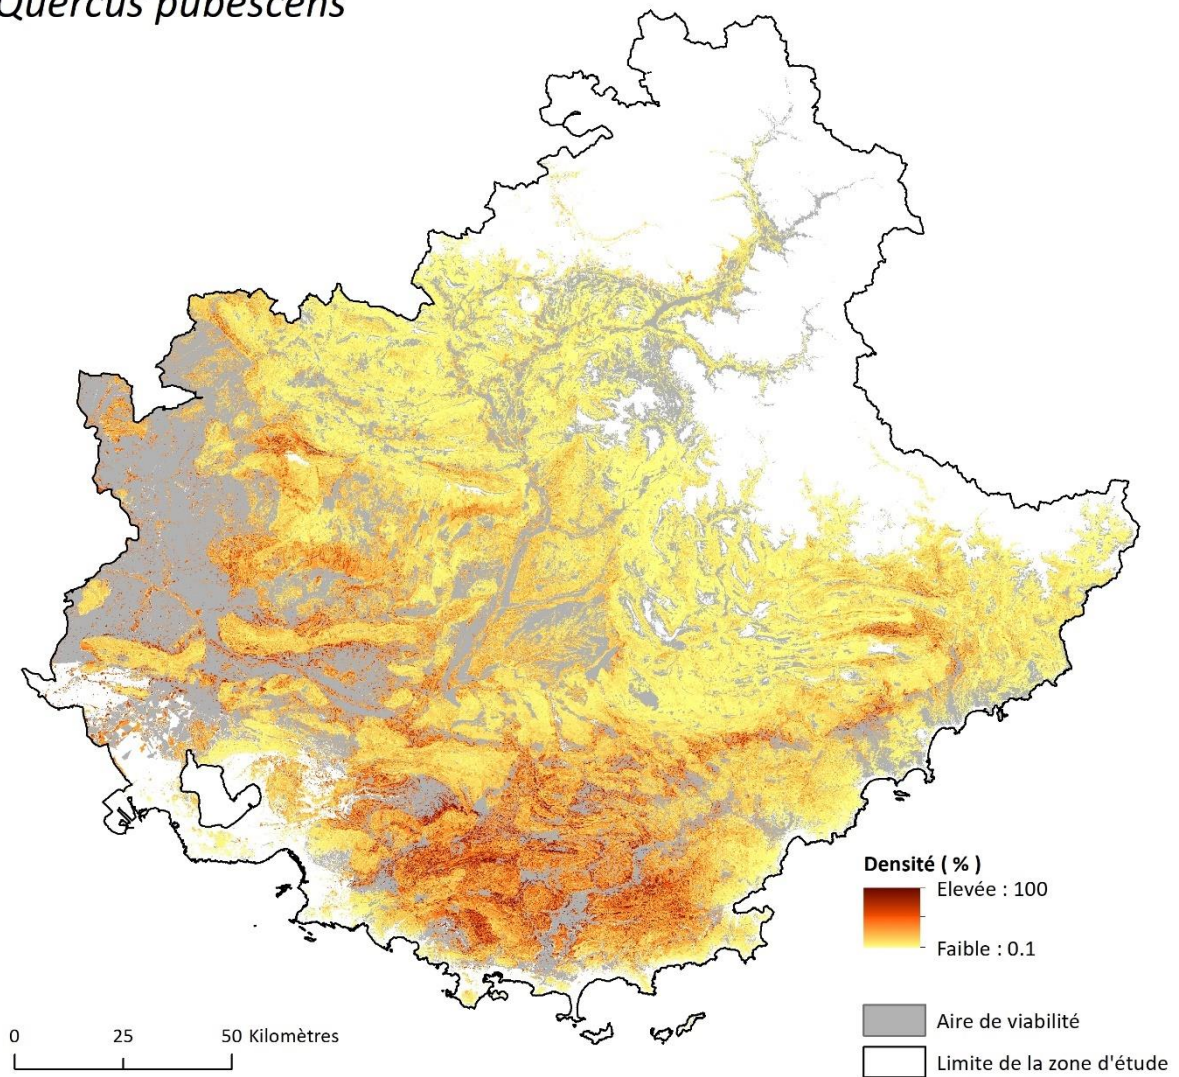 Quercus pubescens
Densité ( % )
Elevée : 100
Faible : 0.1
Aire de viabilité
Limite de la zone d'étude
0 25 50 Kilomètres